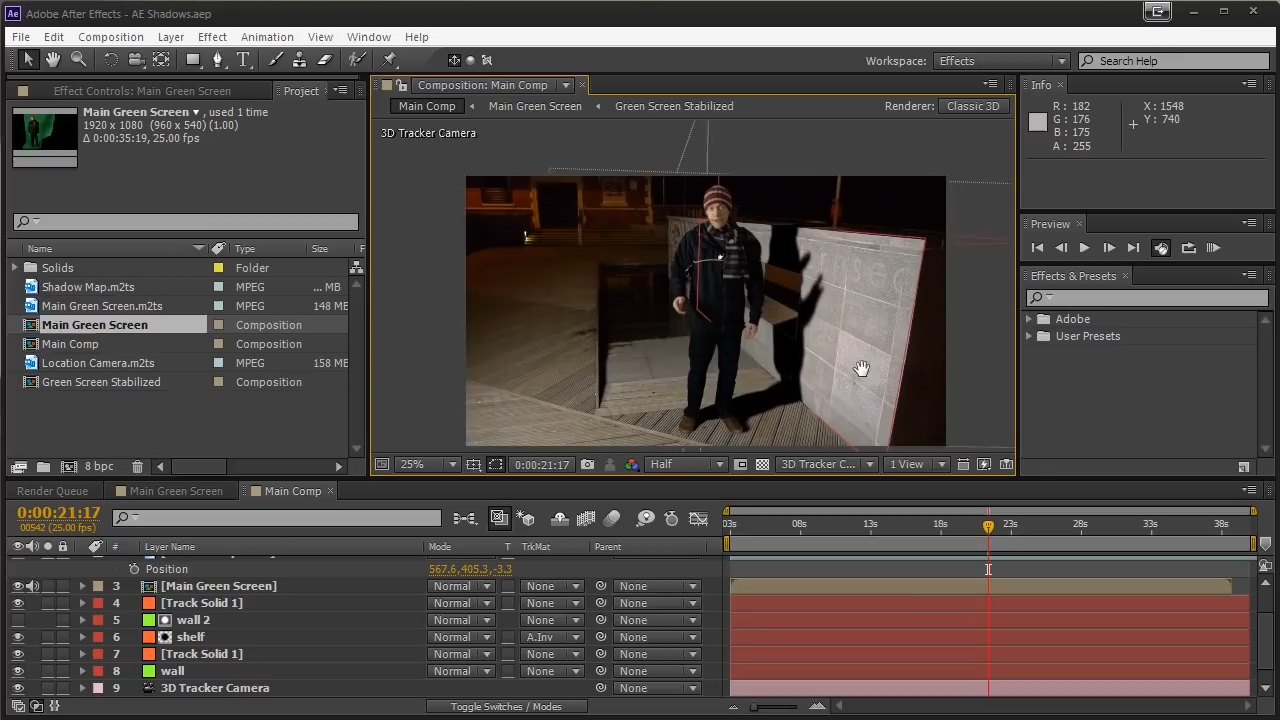 Ae Adobe After Effects - AE Shadows.aep
File Edit Composition Layer Effect Animation View Window Help
T Workspace: Effects Search Help
Effect Controls: Main Green Screen Project
Main Green Screen ▼, used 1 time
1920 x 1080 (960 x 540) (1.00)
Δ 0:00:35:19, 25.00 fps
Name Type Size F
Solids Folder
Shadow Map.m2ts MPEG ... MB
Main Green Screen.m2ts MPEG 148 ME
Main Green Screen Composition
Main Comp Composition
Location Camera.m2ts MPEG 158 ME
Green Screen Stabilized Composition
8 bpc
Composition: Main Comp
Main Comp Main Green Screen Green Screen Stabilized Renderer: Classic 3D
3D Tracker Camera
25% 0:00:21:17 Half 3D Tracker C... 1 View
Info
R : 182 X : 1548
G : 176 Y : 740
B : 175
A : 255
Preview
Effects & Presets
Adobe
User Presets
Render Queue Main Green Screen Main Comp
0:00:21:17
00542 (25.00 fps)
03s 08s 13s 18s 23s 28s 33s 38s
# Layer Name Mode T TrkMat Parent
Position 567.6,405.3,-3.3
3 [Main Green Screen] Normal None None
4 [Track Solid 1] Normal None None
5 wall 2 Normal None None
6 shelf Normal A.Inv None
7 [Track Solid 1] Normal None None
8 wall Normal None None
9 3D Tracker Camera None
Toggle Switches / Modes